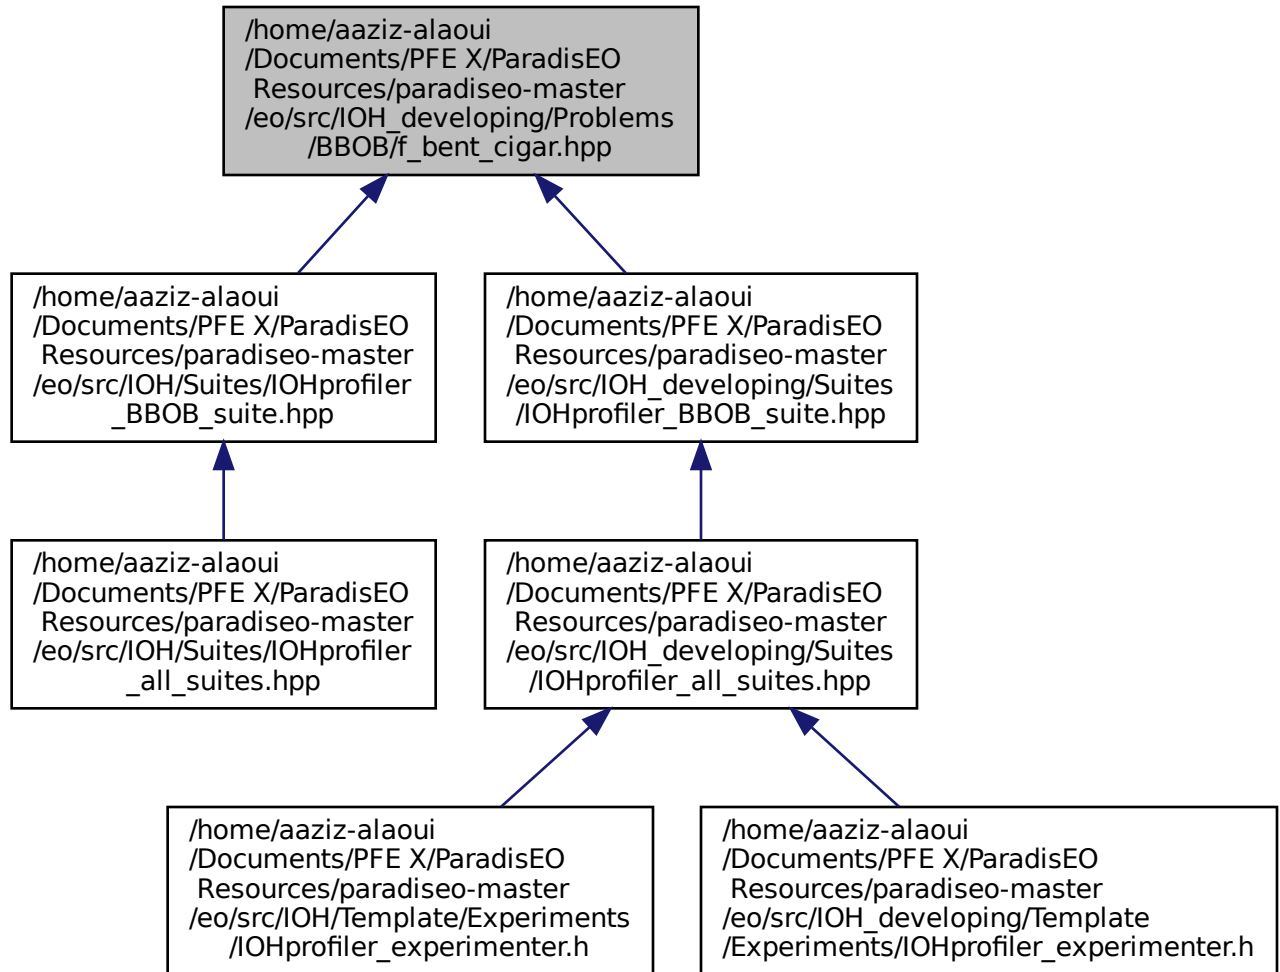 /home/aaziz-alaoui
/Documents/PFE X/ParadisEO
Resources/paradiseo-master
/eo/src/IOH_developing/Problems
/BBOB/f_bent_cigar.hpp
/home/aaziz-alaoui
/Documents/PFE X/ParadisEO
Resources/paradiseo-master
/eo/src/IOH/Suites/IOHprofiler
_BBOB_suite.hpp
/home/aaziz-alaoui
/Documents/PFE X/ParadisEO
Resources/paradiseo-master
/eo/src/IOH_developing/Suites
/IOHprofiler_BBOB_suite.hpp
/home/aaziz-alaoui
/Documents/PFE X/ParadisEO
Resources/paradiseo-master
/eo/src/IOH/Suites/IOHprofiler
_all_suites.hpp
/home/aaziz-alaoui
/Documents/PFE X/ParadisEO
Resources/paradiseo-master
/eo/src/IOH_developing/Suites
/IOHprofiler_all_suites.hpp
/home/aaziz-alaoui
/Documents/PFE X/ParadisEO
Resources/paradiseo-master
/eo/src/IOH/Template/Experiments
/IOHprofiler_experimenter.h
/home/aaziz-alaoui
/Documents/PFE X/ParadisEO
Resources/paradiseo-master
/eo/src/IOH_developing/Template
/Experiments/IOHprofiler_experimenter.h